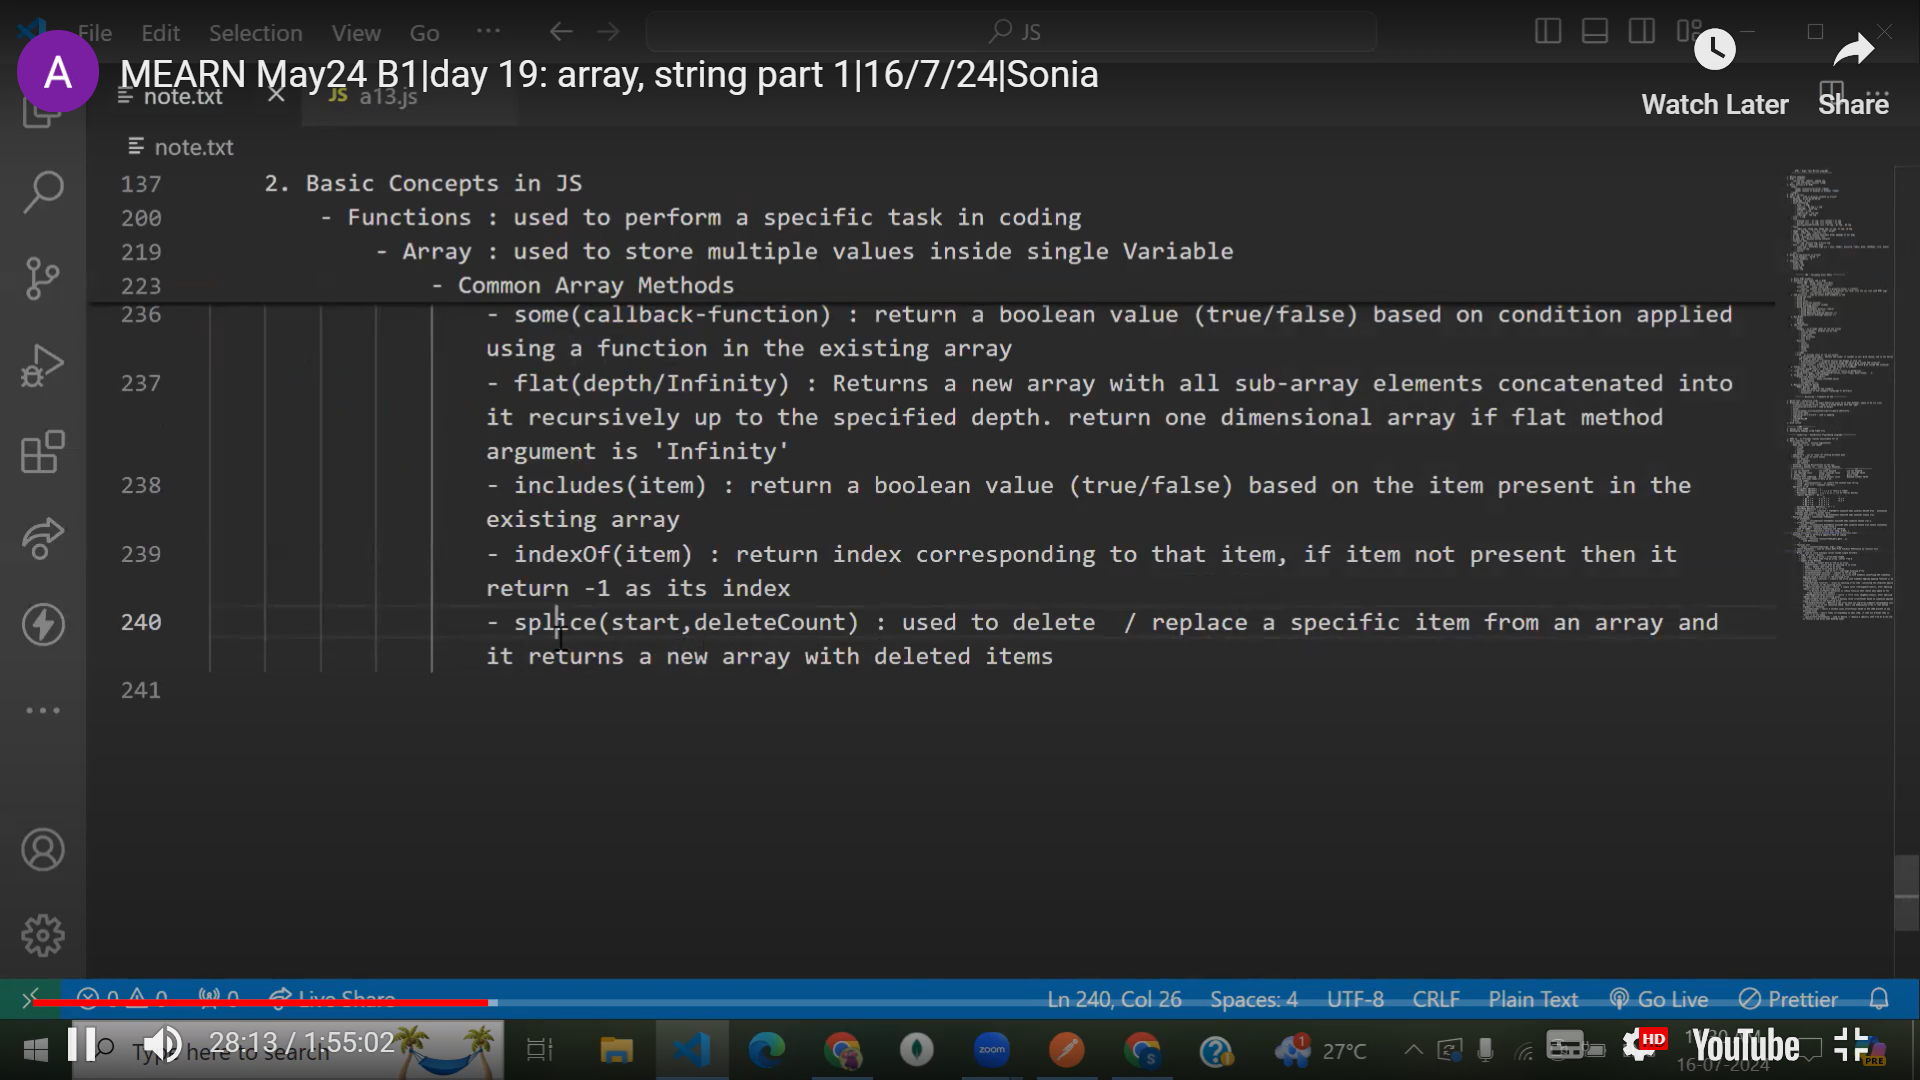 File Edit Selection View Go ... JS
A MEARN May24 B1|day 19: array, string part 1|16/7/24|Sonia
note.txt JS a13.js
Watch Later Share
note.txt
137 2. Basic Concepts in JS
200 - Functions : used to perform a specific task in coding
219 - Array : used to store multiple values inside single Variable
223 - Common Array Methods
236 - some(callback-function) : return a boolean value (true/false) based on condition applied
using a function in the existing array
237 - flat(depth/Infinity) : Returns a new array with all sub-array elements concatenated into
it recursively up to the specified depth. return one dimensional array if flat method
argument is 'Infinity'
238 - includes(item) : return a boolean value (true/false) based on the item present in the
existing array
239 - indexOf(item) : return index corresponding to that item, if item not present then it
return -1 as its index
240 - splice(start,deleteCount) : used to delete  / replace a specific item from an array and
it returns a new array with deleted items
241
0 0 0 Live Share Ln 240, Col 26 Spaces: 4 UTF-8 CRLF Plain Text Go Live Prettier
28:13 / 1:55:02 Type here to search zoom S 1 27°C HD YouTube PRE
16-07-2024